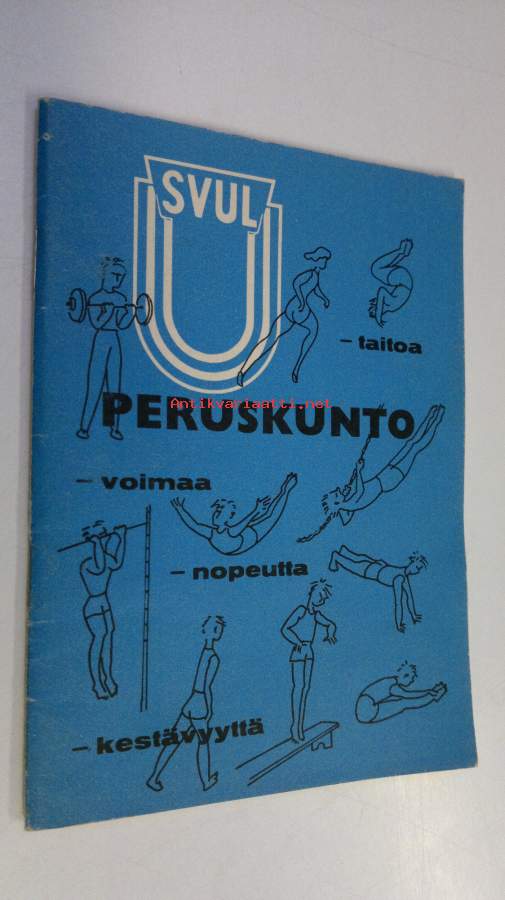 SVUL
– taitoa
PERUSKUNTO
Antikvariaatti.net
– voimaa
– nopeutta
– kestävyyttä